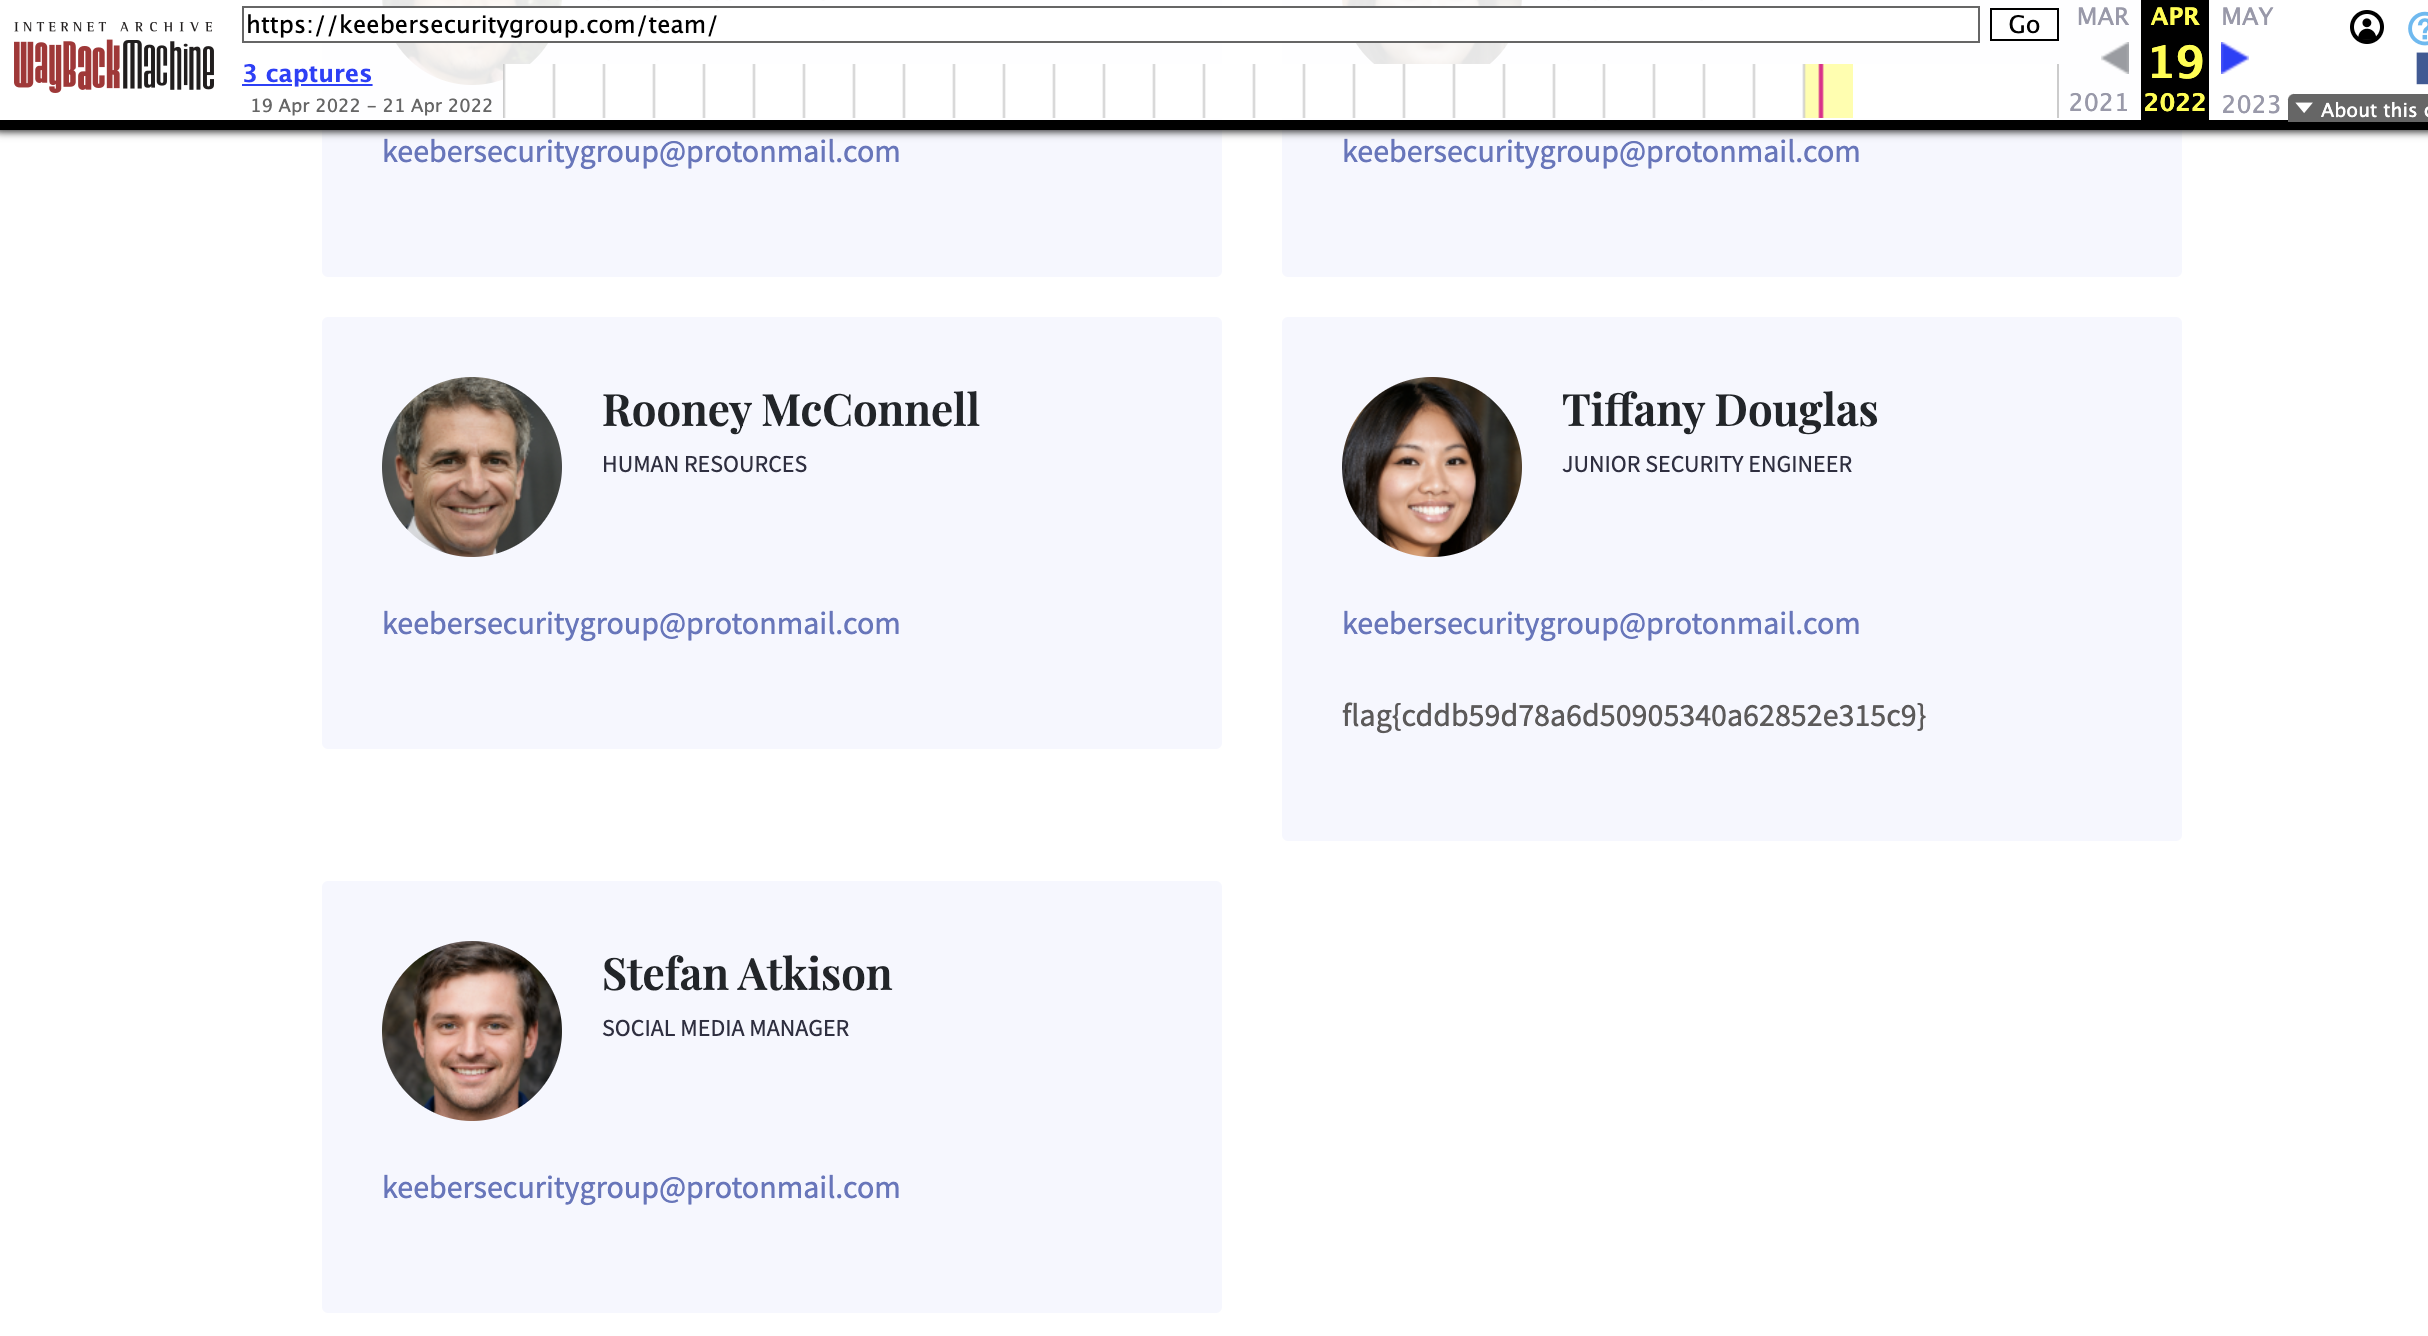 INTERNET ARCHIVE
WayBackMachine
https://keebersecuritygroup.com/team/
Go
3 captures
19 Apr 2022 – 21 Apr 2022
MAR
APR
MAY
19
2021
2022
2023
About this
keebersecuritygroup@protonmail.com
keebersecuritygroup@protonmail.com
Rooney McConnell
HUMAN RESOURCES
keebersecuritygroup@protonmail.com
Tiffany Douglas
JUNIOR SECURITY ENGINEER
keebersecuritygroup@protonmail.com
flag{cddb59d78a6d50905340a62852e315c9}
Stefan Atkison
SOCIAL MEDIA MANAGER
keebersecuritygroup@protonmail.com